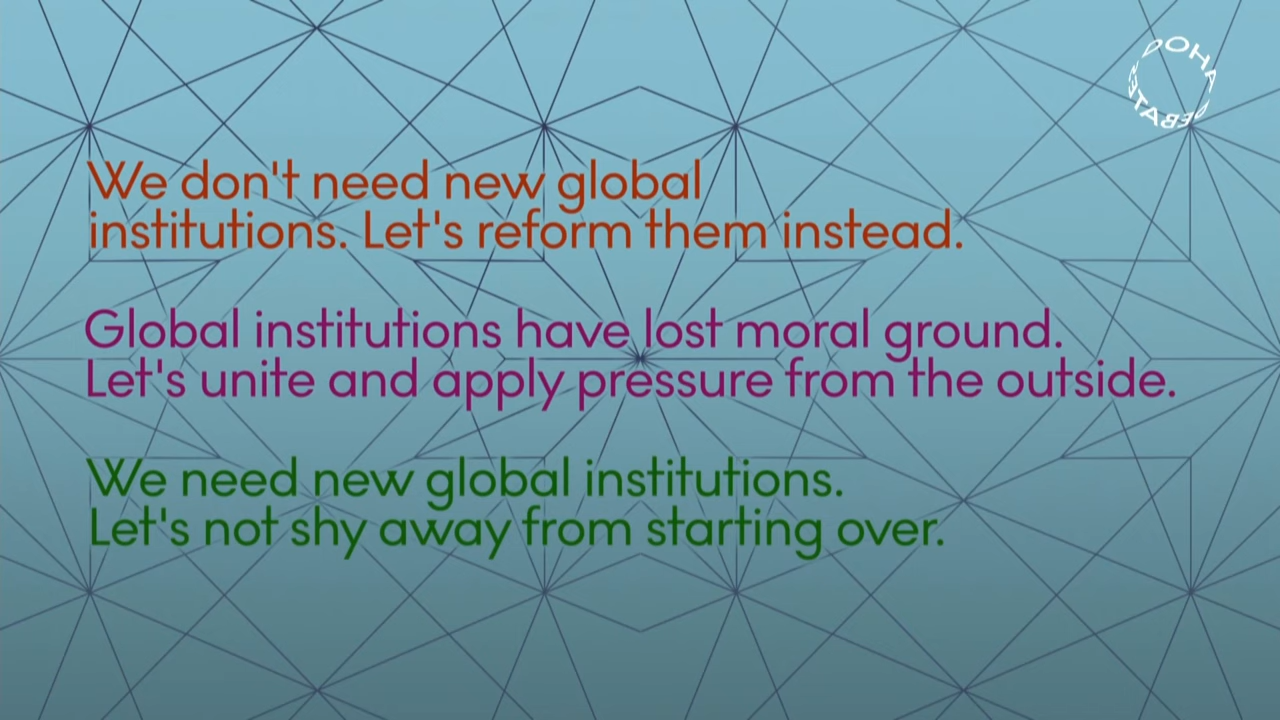 DOHA DEBATES
We don't need new global
institutions. Let's reform them instead.
Global institutions have lost moral ground.
Let's unite and apply pressure from the outside.
We need new global institutions.
Let's not shy away from starting over.